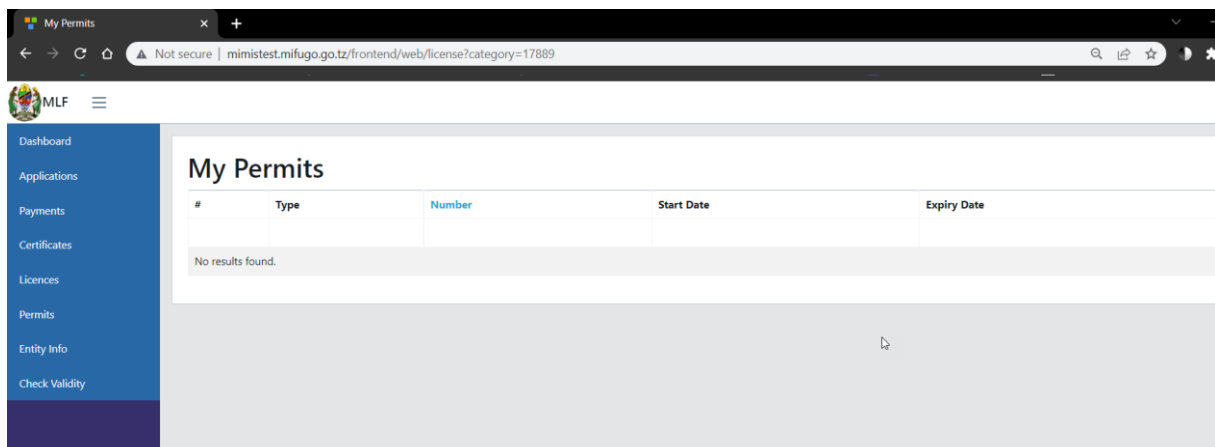 My Permits
Not secure | mimistest.mifugo.go.tz/frontend/web/license?category=17889
MLF
Dashboard
Applications
Payments
Certificates
Licences
Permits
Entity Info
Check Validity
My Permits
# Type Number Start Date Expiry Date
No results found.